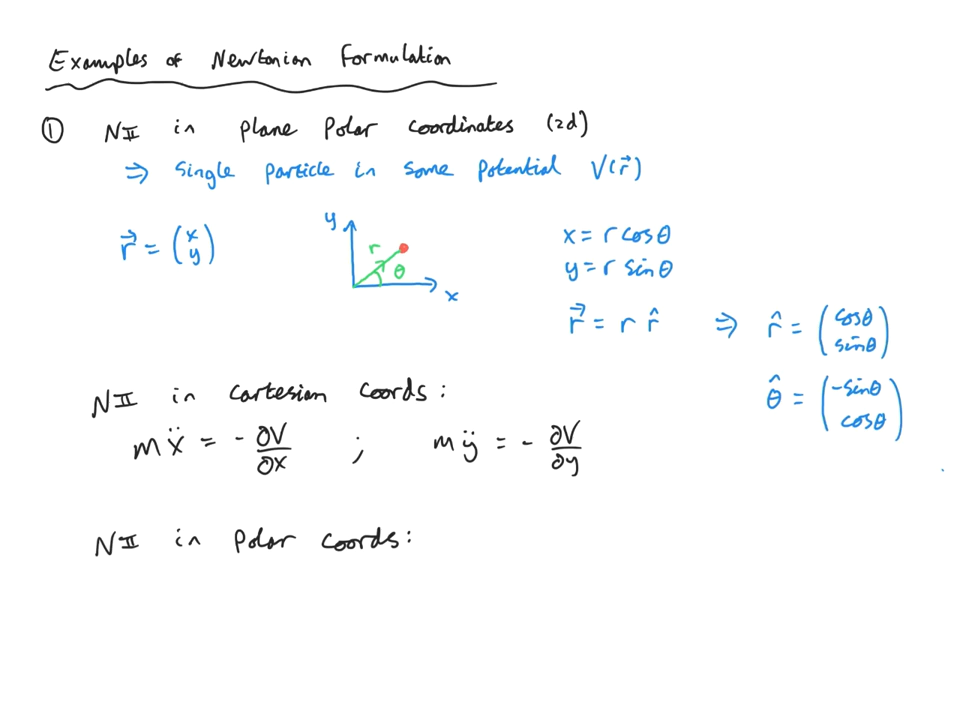 Examples of Newtonian Formulation
① NII in plane polar coordinates (2d)
⇒ Single particle in some potential V(r⃗)
r⃗ = (x y)
y
r
θ
x
x = r cosθ
y = r sinθ
r⃗ = r r̂ ⇒ r̂ = (cosθ sinθ)
θ̂ = (-sinθ cosθ)
NII in cartesian coords :
mẍ = - ∂V/∂x ; mÿ = - ∂V/∂y
NII in polar coords :